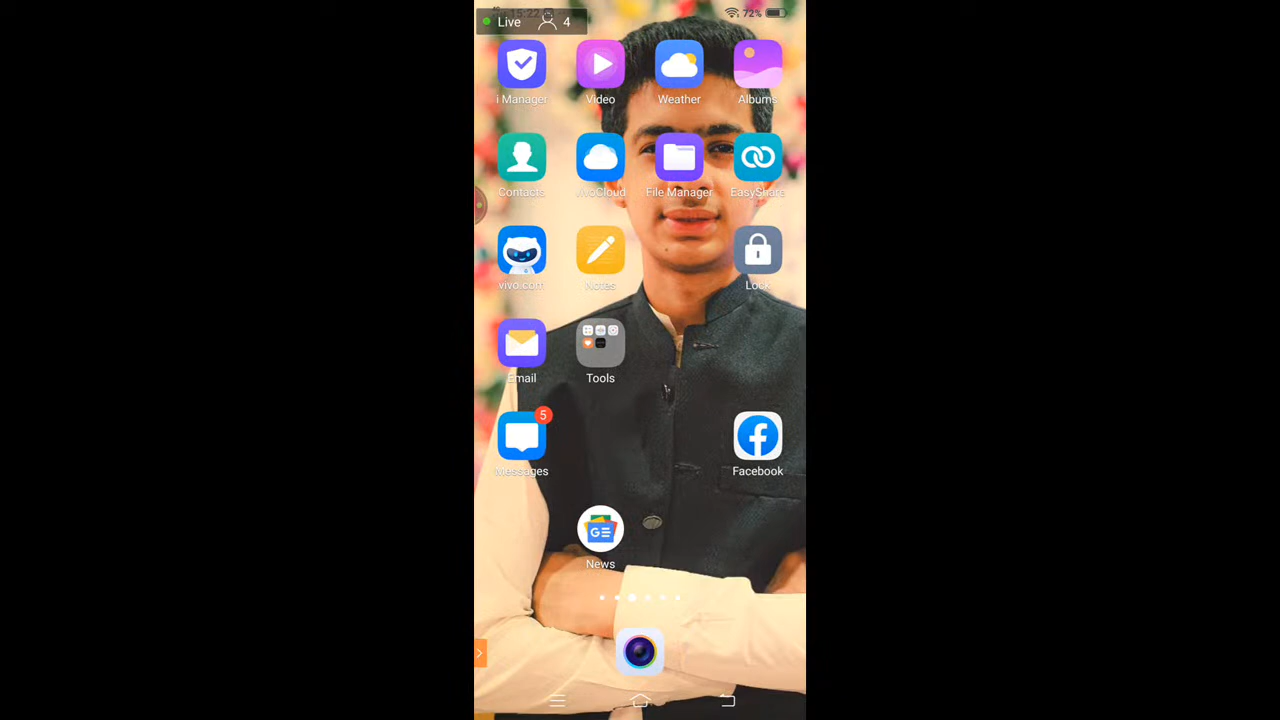 Live 4
72%
i Manager Video Weather Albums
Contacts vivoCloud File Manager EasyShare
vivo.com Notes Lock
Email Tools
5
Messages Facebook
GE
News